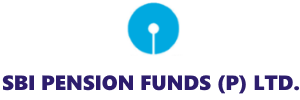 SBI PENSION FUNDS (P) LTD.